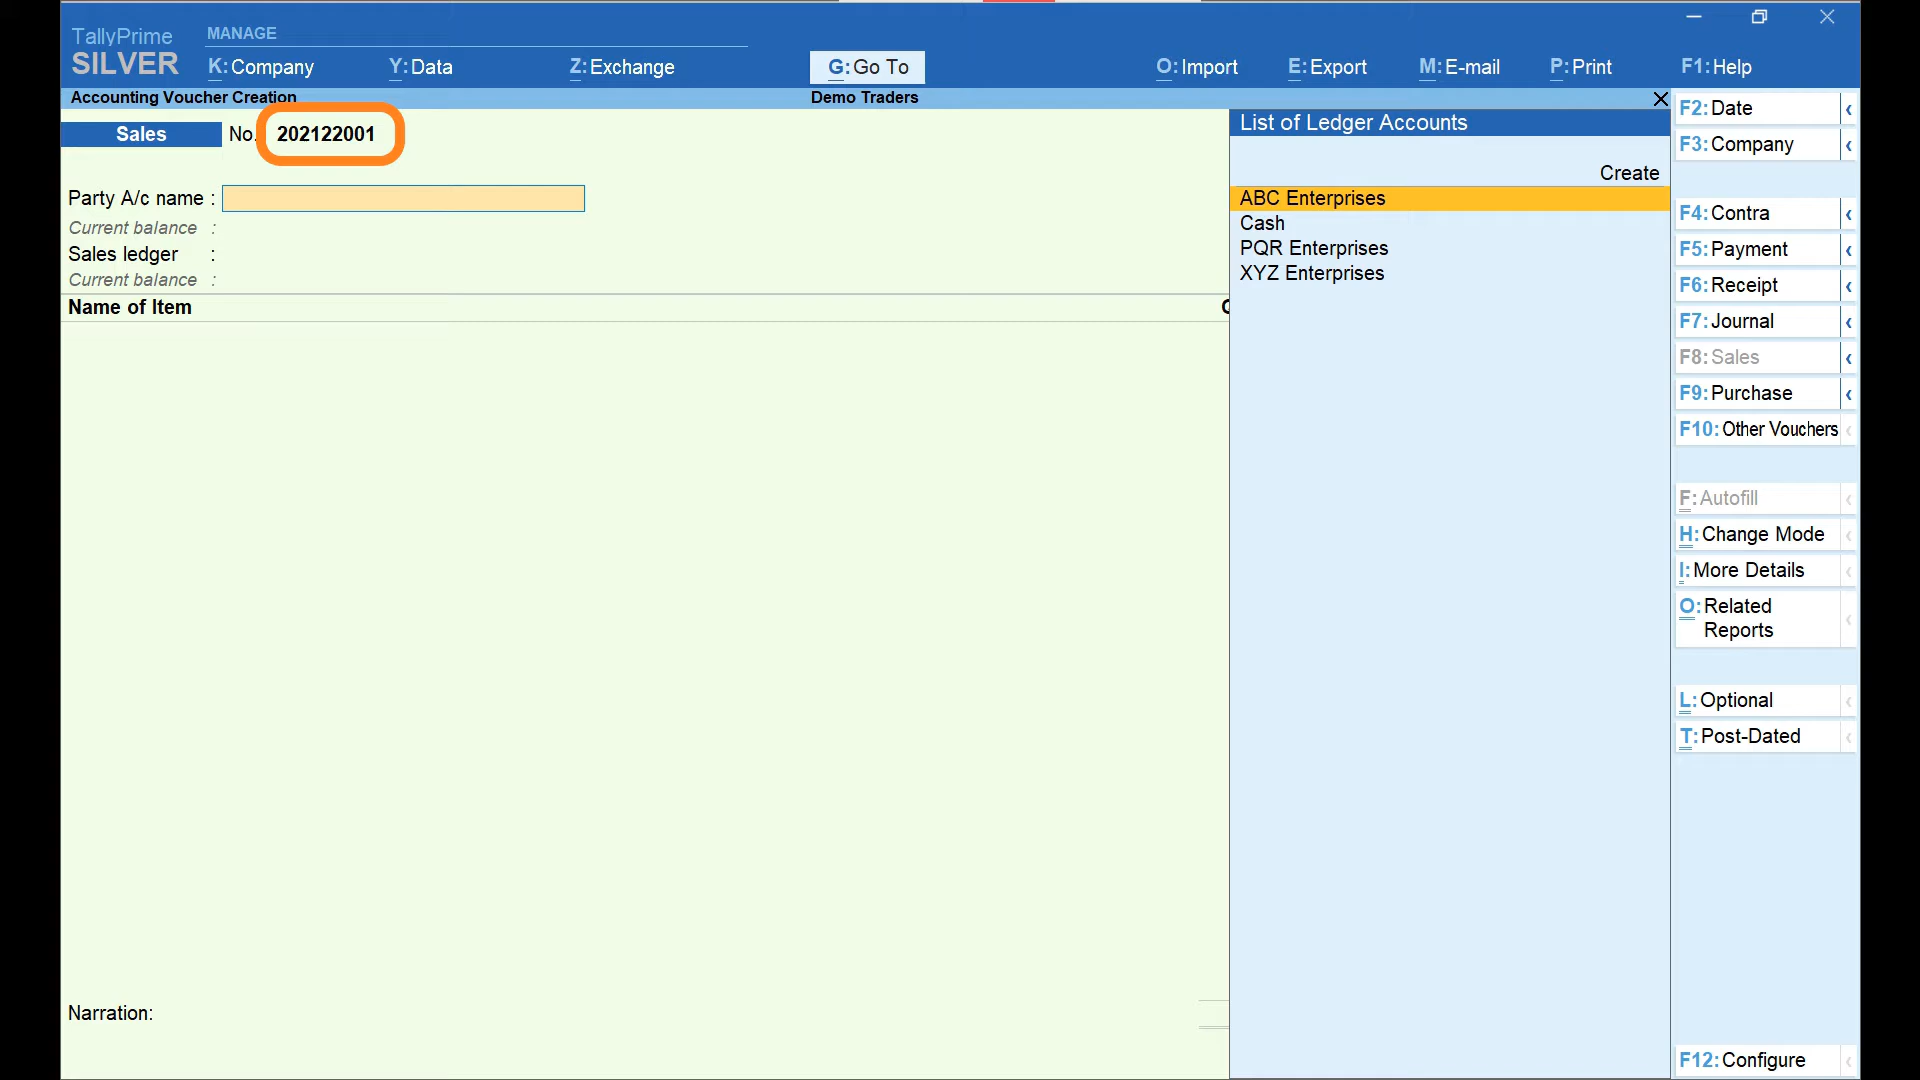 TallyPrime
SILVER
MANAGE
K:Company
Y:Data
Z:Exchange
G:Go To
O:Import
E:Export
M:E-mail
P:Print
F1:Help
Accounting Voucher Creation
Demo Traders
Sales
No. 202122001
Party A/c name :
Current balance :
Sales ledger :
Current balance :
Name of Item
Narration:
List of Ledger Accounts
Create
ABC Enterprises
Cash
PQR Enterprises
XYZ Enterprises
F2:Date
F3:Company
F4:Contra
F5:Payment
F6:Receipt
F7:Journal
F8:Sales
F9:Purchase
F10:Other Vouchers
F:Autofill
H:Change Mode
I:More Details
O:Related
Reports
L:Optional
T:Post-Dated
F12:Configure